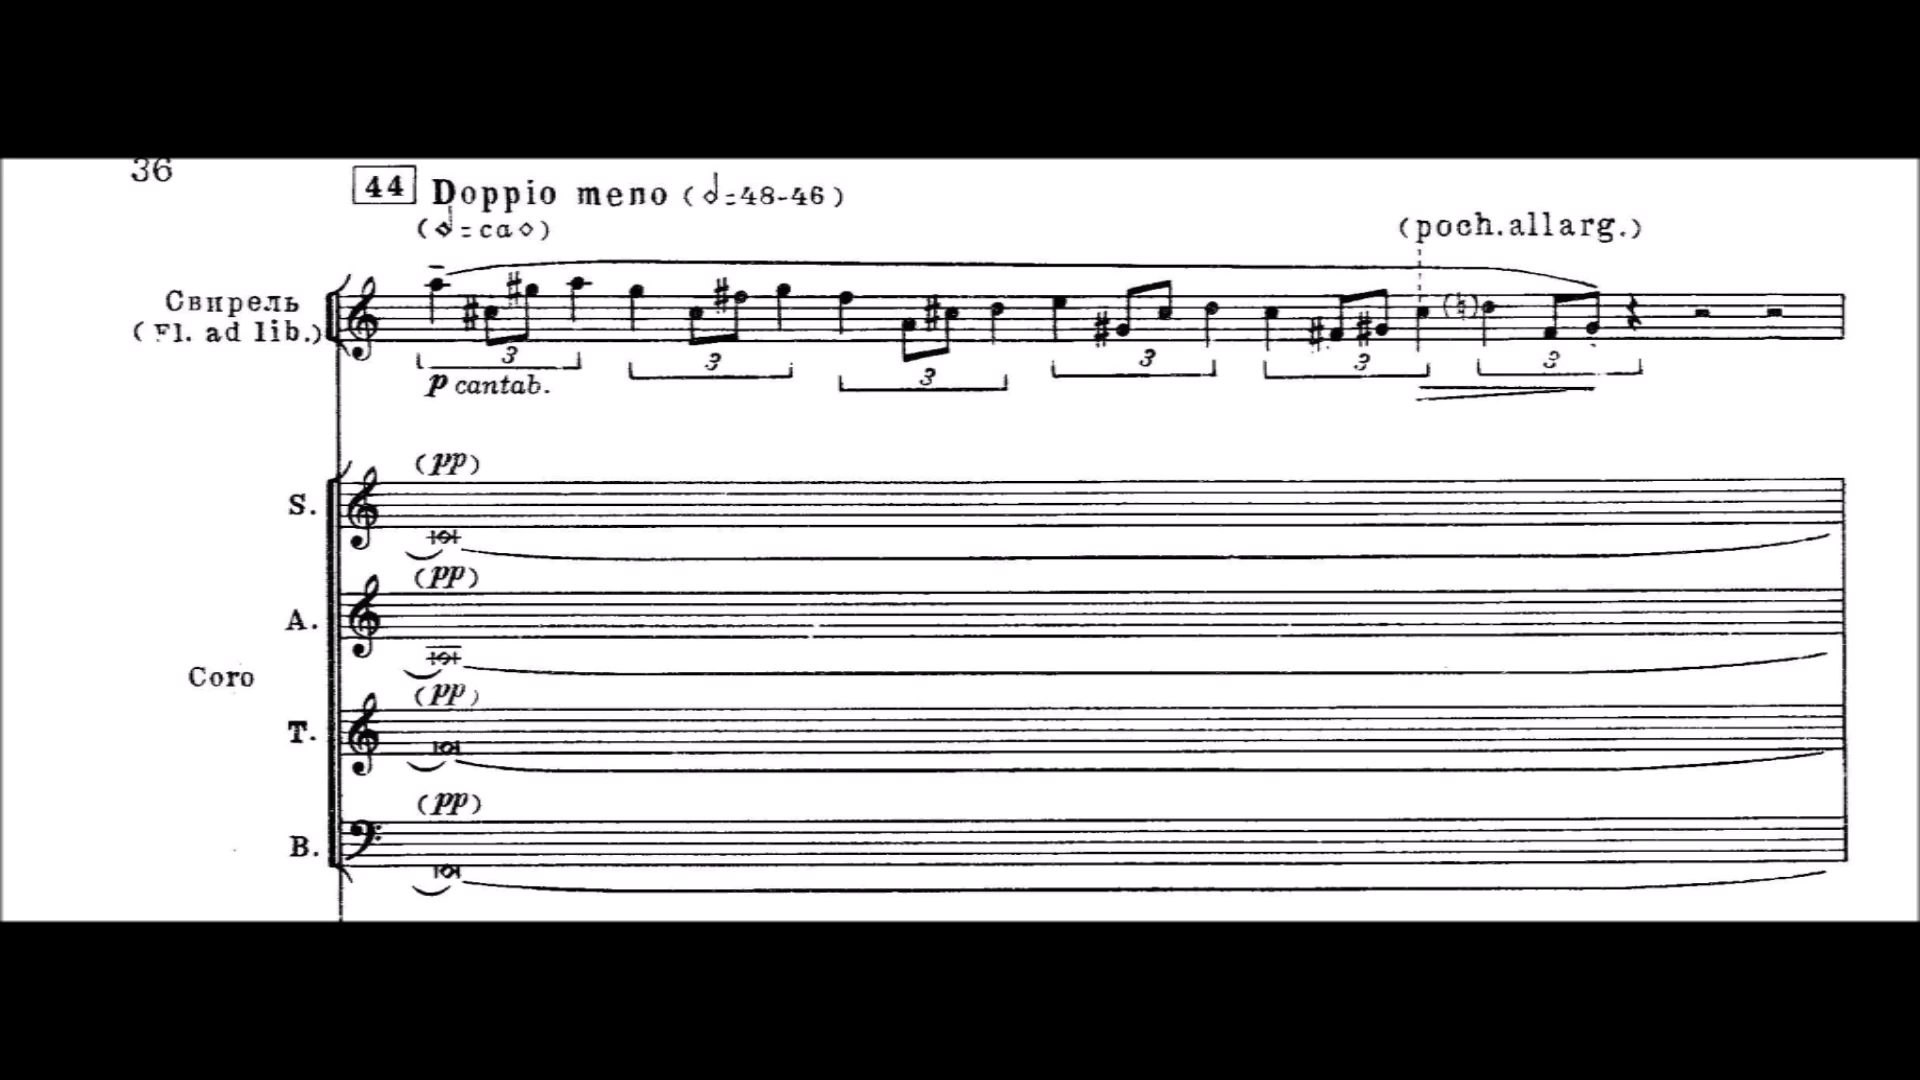 36
44 Doppio meno (𝅗𝅥=48-46)
(𝅗𝅥=ca⋄) (poch.allarg.)
Свирель
(Fl. ad lib.)
3 3 3 3 3 3
p cantab.
(pp)
S.
(pp)
A.
Coro
(pp)
T.
(pp)
B.